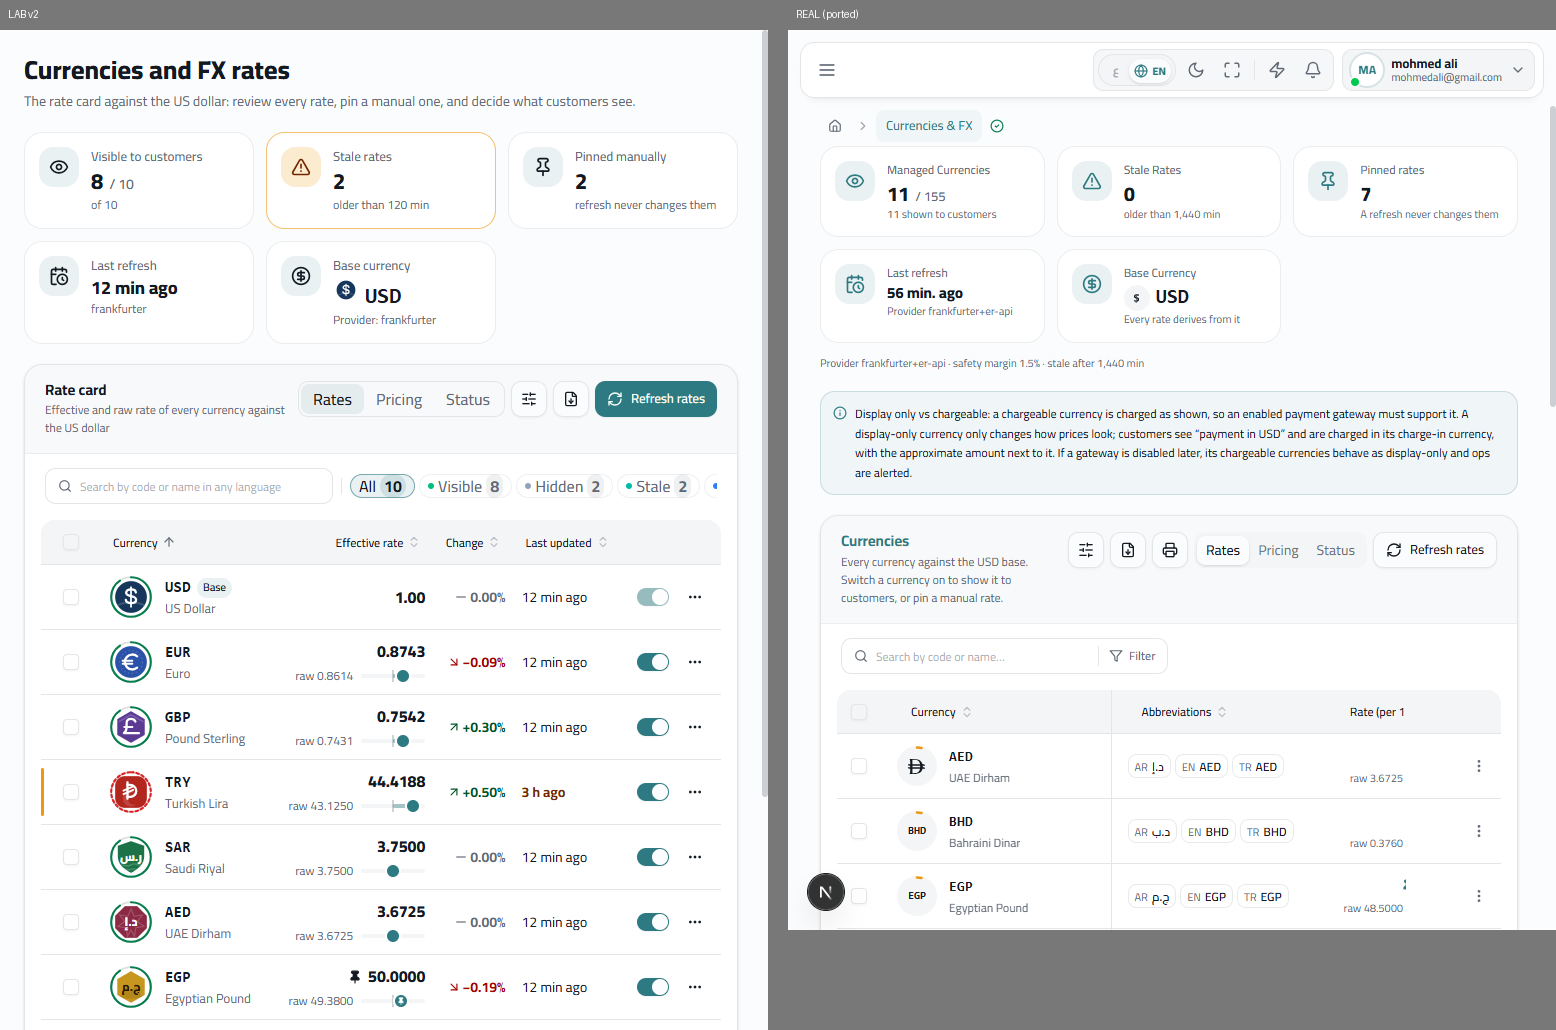 LAB v2
Currencies and FX rates
The rate card against the US dollar: review every rate, pin a manual one, and decide what customers see.
Visible to customers
8 / 10
of 10
Stale rates
2
older than 120 min
Pinned manually
2
refresh never changes them
Last refresh
12 min ago
frankfurter
Base currency
$ USD
Provider: frankfurter
Rate card
Effective and raw rate of every currency against
the US dollar
Rates Pricing Status Refresh rates
Search by code or name in any language
All 10 Visible 8 Hidden 2 Stale 2
Currency Effective rate Change Last updated
$ USD Base 1.00 0.00% 12 min ago
US Dollar
€ EUR 0.8743 −0.09% 12 min ago
Euro raw 0.8614
£ GBP 0.7542 +0.30% 12 min ago
Pound Sterling raw 0.7431
₺ TRY 44.4188 +0.50% 3 h ago
Turkish Lira raw 43.1250
ر.س SAR 3.7500 0.00% 12 min ago
Saudi Riyal raw 3.7500
د.إ AED 3.6725 0.00% 12 min ago
UAE Dirham raw 3.6725
ج.م EGP 50.0000 −0.19% 12 min ago
Egyptian Pound raw 49.3800
REAL (ported)
ع EN
MA mohmed ali
mohmedali@gmail.com
Currencies & FX
Managed Currencies
11 / 155
11 shown to customers
Stale Rates
0
older than 1,440 min
Pinned rates
7
A refresh never changes them
Last refresh
56 min. ago
Provider frankfurter+er-api
Base Currency
$ USD
Every rate derives from it
Provider frankfurter+er-api · safety margin 1.5% · stale after 1,440 min
Display only vs chargeable: a chargeable currency is charged as shown, so an enabled payment gateway must support it. A
display-only currency only changes how prices look; customers see “payment in USD” and are charged in its charge-in currency,
with the approximate amount next to it. If a gateway is disabled later, its chargeable currencies behave as display-only and ops
are alerted.
Currencies
Every currency against the USD base.
Switch a currency on to show it to
customers, or pin a manual rate.
Rates Pricing Status Refresh rates
Search by code or name... Filter
Currency Abbreviations Rate (per 1
AED AR د.إ EN AED TR AED
UAE Dirham raw 3.6725
BHD BHD AR د.ب EN BHD TR BHD
Bahraini Dinar raw 0.3760
EGP EGP AR ج.م EN EGP TR EGP
Egyptian Pound raw 48.5000
N